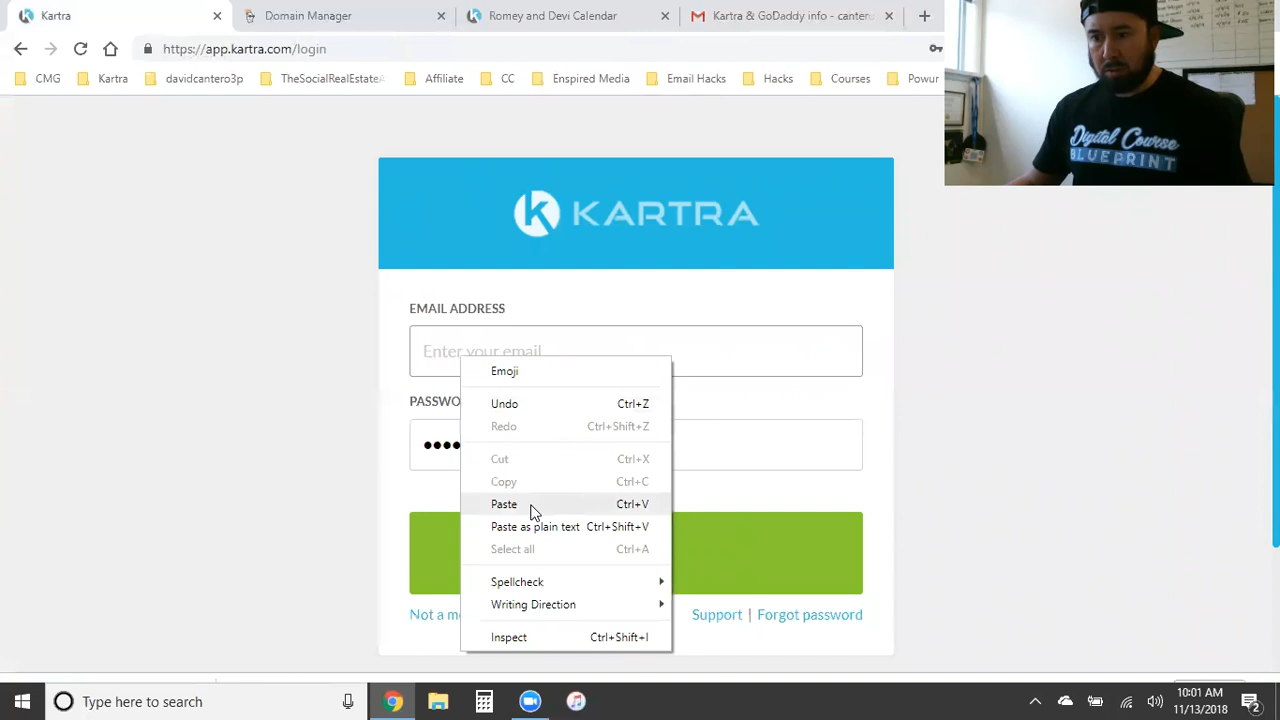 Kartra
Domain Manager
Romey and Dee: Calendar
Kartra & GoDaddy info - canter
https://app.kartra.com/login
CMG
Kartra
davidcantero3p
TheSocialRealEstateA
Affiliate
CC
Enspired Media
Email Hacks
Hacks
Courses
Powur
Digital Course
BLUEPRINT
KARTRA
EMAIL ADDRESS
Enter your email
PASSWO
Emoji
Undo Ctrl+Z
Redo Ctrl+Shift+Z
Cut Ctrl+X
Copy Ctrl+C
Paste Ctrl+V
Paste as plain text Ctrl+Shift+V
Select all Ctrl+A
Spellcheck
Writing Direction
Inspect Ctrl+Shift+I
Not a me
Support | Forgot password
Type here to search
10:01 AM
11/13/2018
2